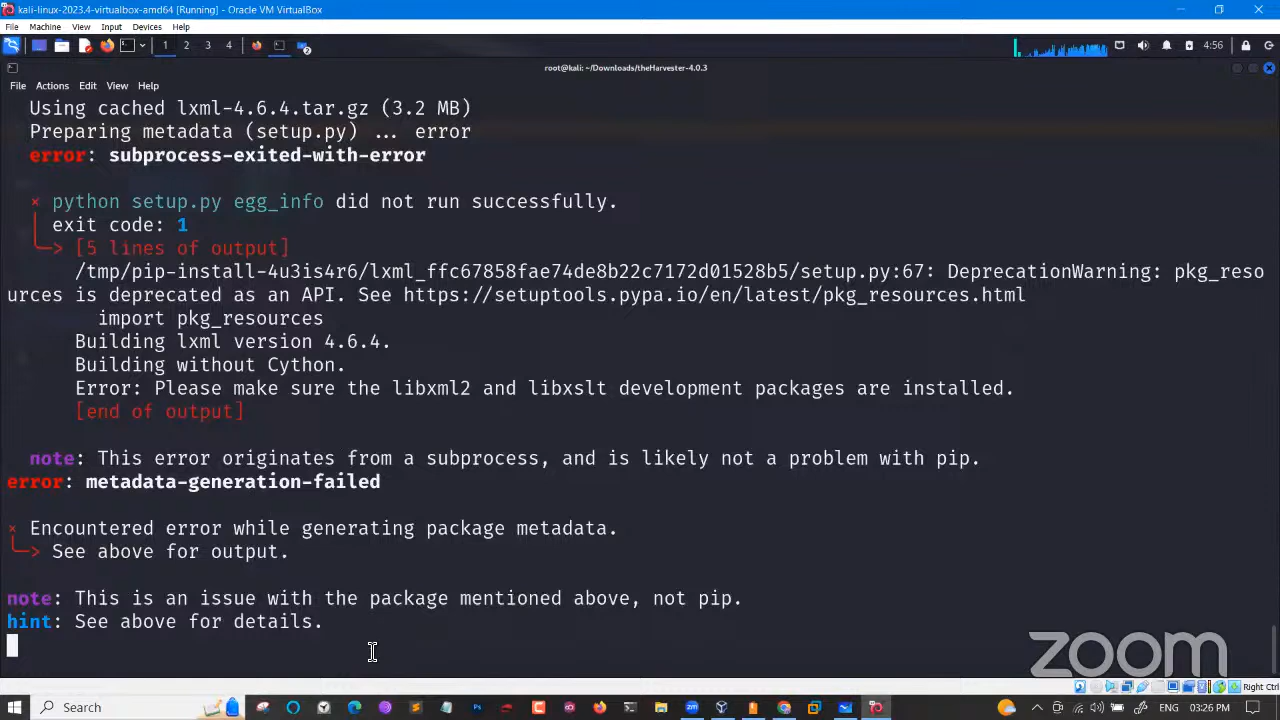 kali-linux-2023.4-virtualbox-amd64 [Running] - Oracle VM VirtualBox
File Machine View Input Devices Help
1 2 3 4 4:56
root@kali: ~/Downloads/theHarvester-4.0.3
File Actions Edit View Help
Using cached lxml-4.6.4.tar.gz (3.2 MB)
Preparing metadata (setup.py) ... error
error: subprocess-exited-with-error
× python setup.py egg_info did not run successfully.
│ exit code: 1
╰─> [5 lines of output]
/tmp/pip-install-4u3is4r6/lxml_ffc67858fae74de8b22c7172d01528b5/setup.py:67: DeprecationWarning: pkg_reso
urces is deprecated as an API. See https://setuptools.pypa.io/en/latest/pkg_resources.html
import pkg_resources
Building lxml version 4.6.4.
Building without Cython.
Error: Please make sure the libxml2 and libxslt development packages are installed.
[end of output]
note: This error originates from a subprocess, and is likely not a problem with pip.
error: metadata-generation-failed
× Encountered error while generating package metadata.
╰─> See above for output.
note: This is an issue with the package mentioned above, not pip.
hint: See above for details.
zoom
Right Ctrl
Search 03:26 PM